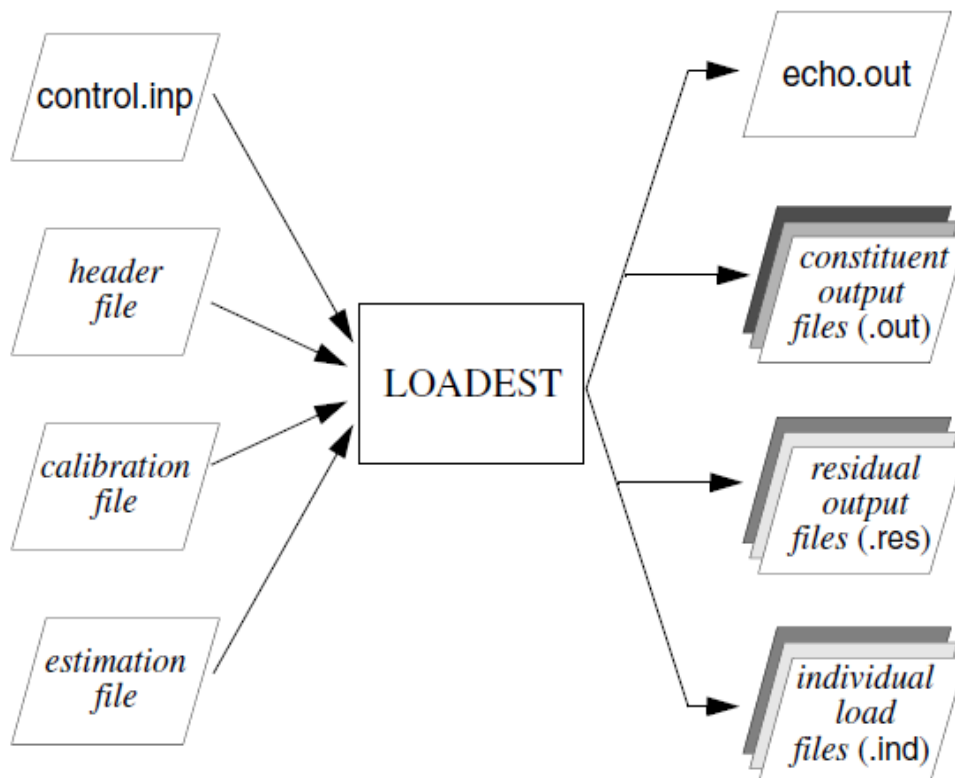 control.inp
header
file
calibration
file
estimation
file
LOADEST
echo.out
constituent
output
files (.out)
residual
output
files (.res)
individual
load
files (.ind)